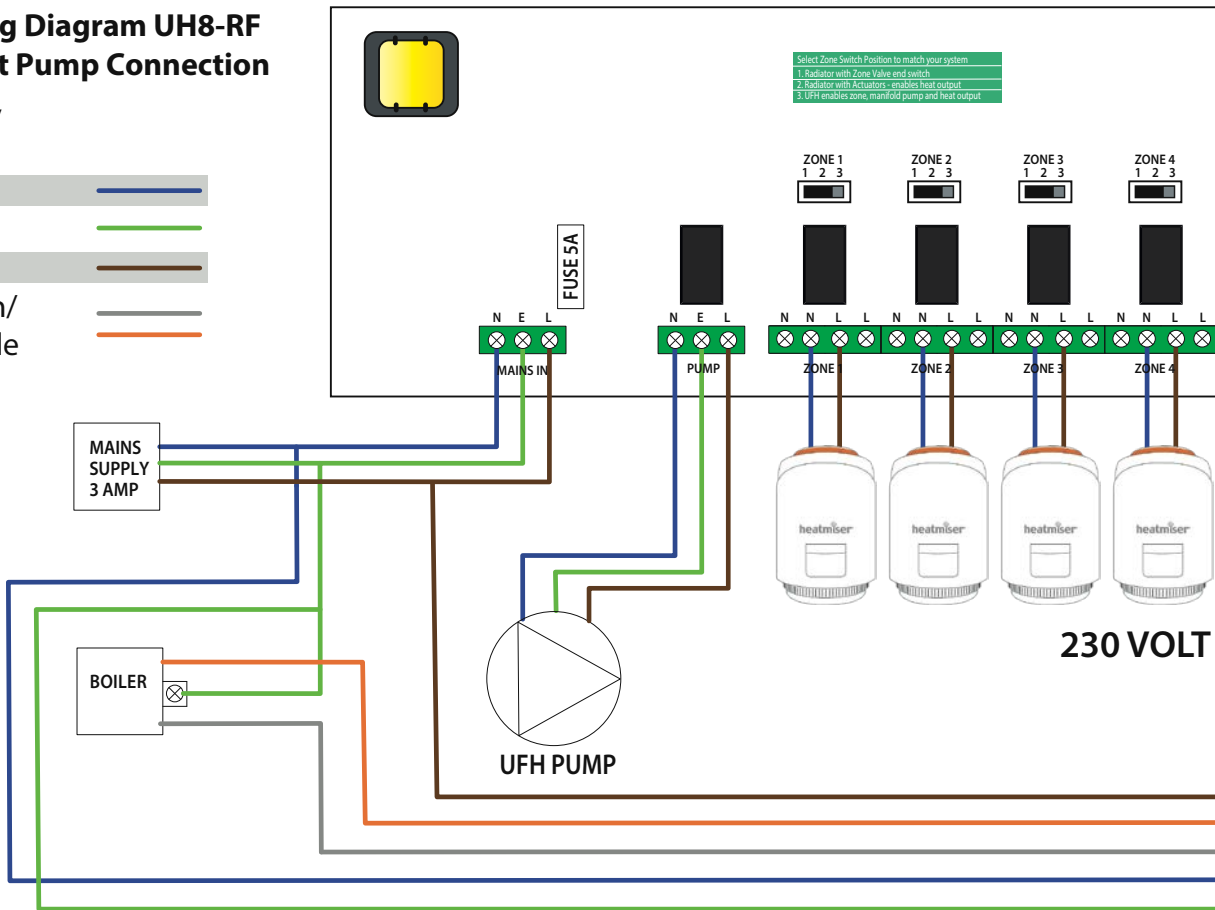 g Diagram UH8-RF
t Pump Connection
n/
le
Select Zone Switch Position to match your system
1. Radiator with Zone Valve end switch
2. Radiator with Actuators - enables heat output
3. UFH enables zone, manifold pump and heat output
ZONE 1 ZONE 2 ZONE 3 ZONE 4
1 2 3 1 2 3 1 2 3 1 2 3
FUSE 5A
N E L N E L N N L L N N L L N N L L N N L L
MAINS IN PUMP ZONE 1 ZONE 2 ZONE 3 ZONE 4
MAINS
SUPPLY
3 AMP
heatmiser heatmiser heatmiser heatmiser
230 VOLT
BOILER
UFH PUMP